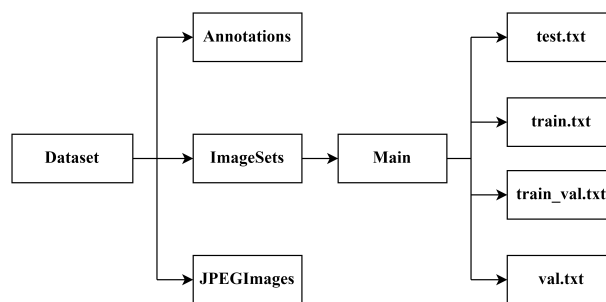 Annotations
test.txt
train.txt
Dataset
ImageSets
Main
train_val.txt
JPEGImages
val.txt